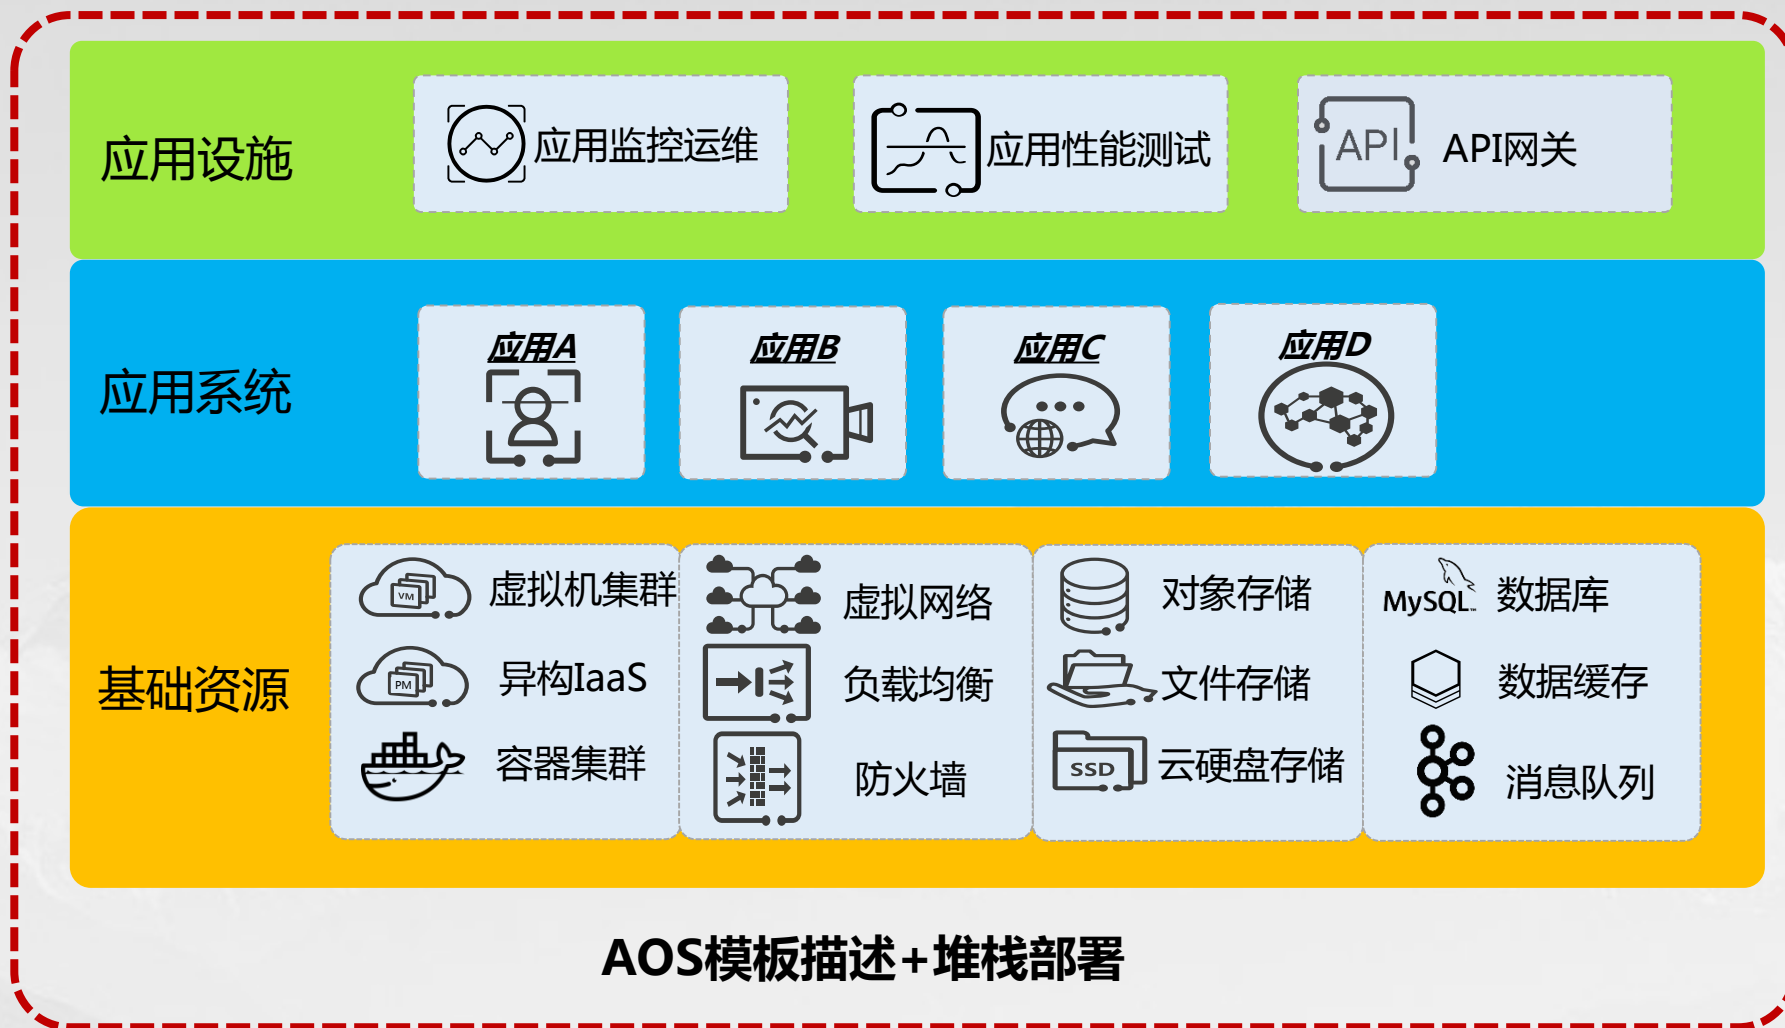 应用设施
应用监控运维
应用性能测试
API
API网关
应用系统
应用A
应用B
应用C
应用D
基础资源
VM
虚拟机集群
PM
异构IaaS
容器集群
虚拟网络
负载均衡
防火墙
对象存储
文件存储
SSD
云硬盘存储
MySQL
数据库
数据缓存
消息队列
AOS模板描述+堆栈部署